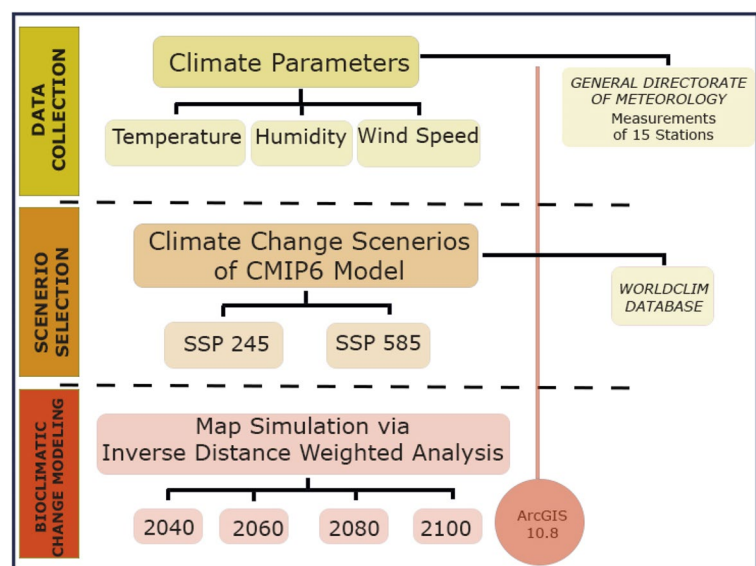 DATA
COLLECTION
Climate Parameters
Temperature
Humidity
Wind Speed
GENERAL DIRECTORATE
OF METEOROLOGY
Measurements
of 15 Stations
SCENERIO
SELECTION
Climate Change Scenerios
of CMIP6 Model
SSP 245
SSP 585
WORLDCLIM
DATABASE
BIOCLIMATIC
CHANGE MODELING
Map Simulation via
Inverse Distance Weighted Analysis
2040
2060
2080
2100
ArcGIS
10.8